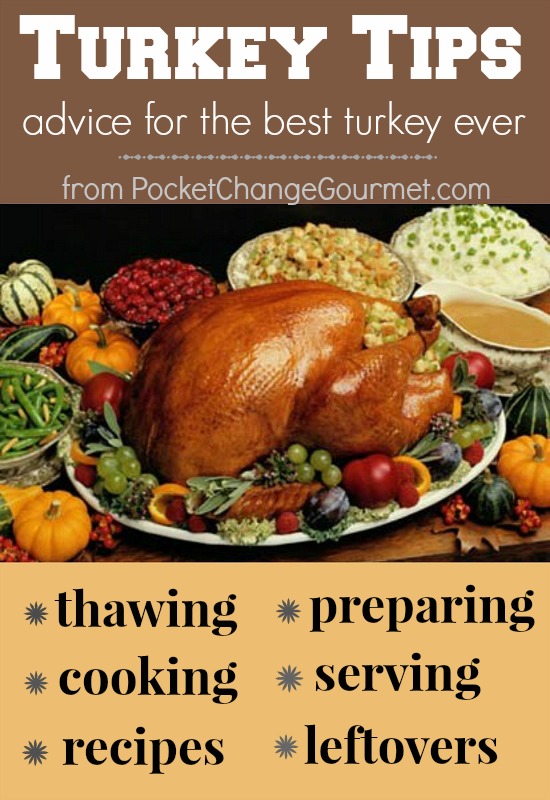 Turkey Tips
advice for the best turkey ever
from PocketChangeGourmet.com
thawing
preparing
cooking
serving
recipes
leftovers